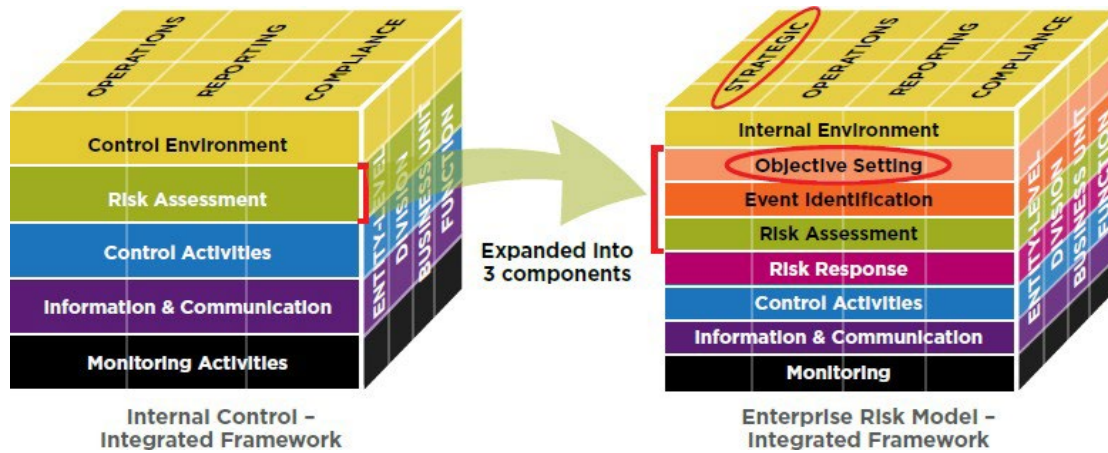 OPERATIONS
REPORTING
COMPLIANCE
Control Environment
Risk Assessment
Control Activities
Information & Communication
Monitoring Activities
ENTITY-LEVEL
DIVISION
BUSINESS UNIT
FUNCTION
Internal Control –
Integrated Framework
Expanded into
3 components
STRATEGIC
OPERATIONS
REPORTING
COMPLIANCE
Internal Environment
Objective Setting
Event Identification
Risk Assessment
Risk Response
Control Activities
Information & Communication
Monitoring
ENTITY-LEVEL
DIVISION
BUSINESS UNIT
FUNCTION
Enterprise Risk Model –
Integrated Framework